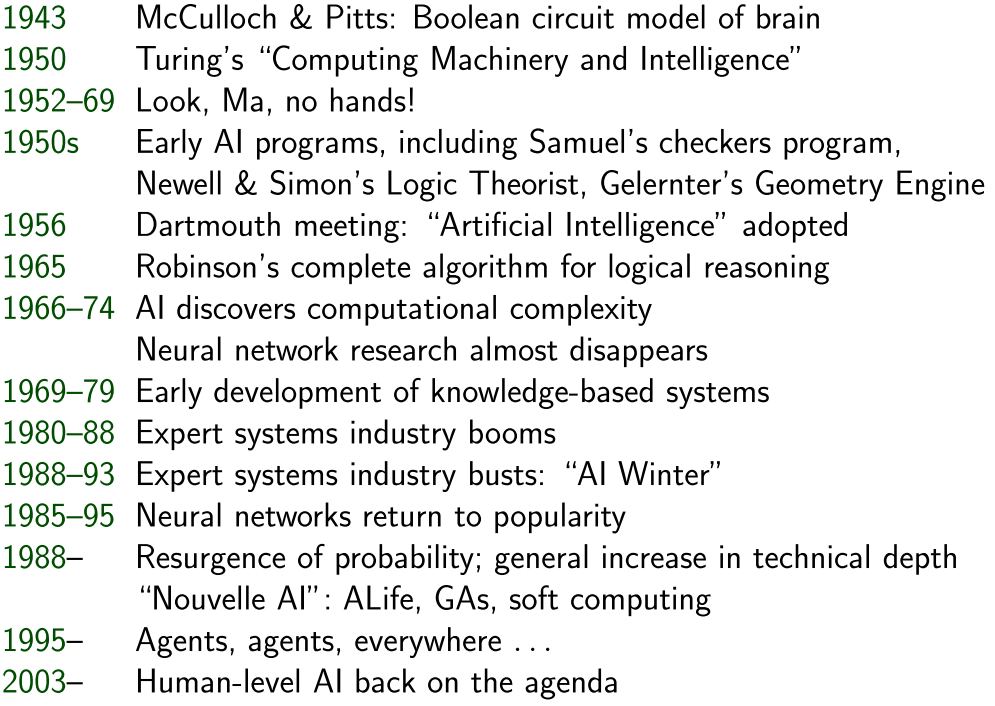 1943 McCulloch & Pitts: Boolean circuit model of brain
1950 Turing's “Computing Machinery and Intelligence”
1952–69 Look, Ma, no hands!
1950s Early AI programs, including Samuel's checkers program,
Newell & Simon's Logic Theorist, Gelernter's Geometry Engine
1956 Dartmouth meeting: “Artificial Intelligence” adopted
1965 Robinson's complete algorithm for logical reasoning
1966–74 AI discovers computational complexity
Neural network research almost disappears
1969–79 Early development of knowledge-based systems
1980–88 Expert systems industry booms
1988–93 Expert systems industry busts: “AI Winter”
1985–95 Neural networks return to popularity
1988– Resurgence of probability; general increase in technical depth
“Nouvelle AI”: ALife, GAs, soft computing
1995– Agents, agents, everywhere . . .
2003– Human-level AI back on the agenda